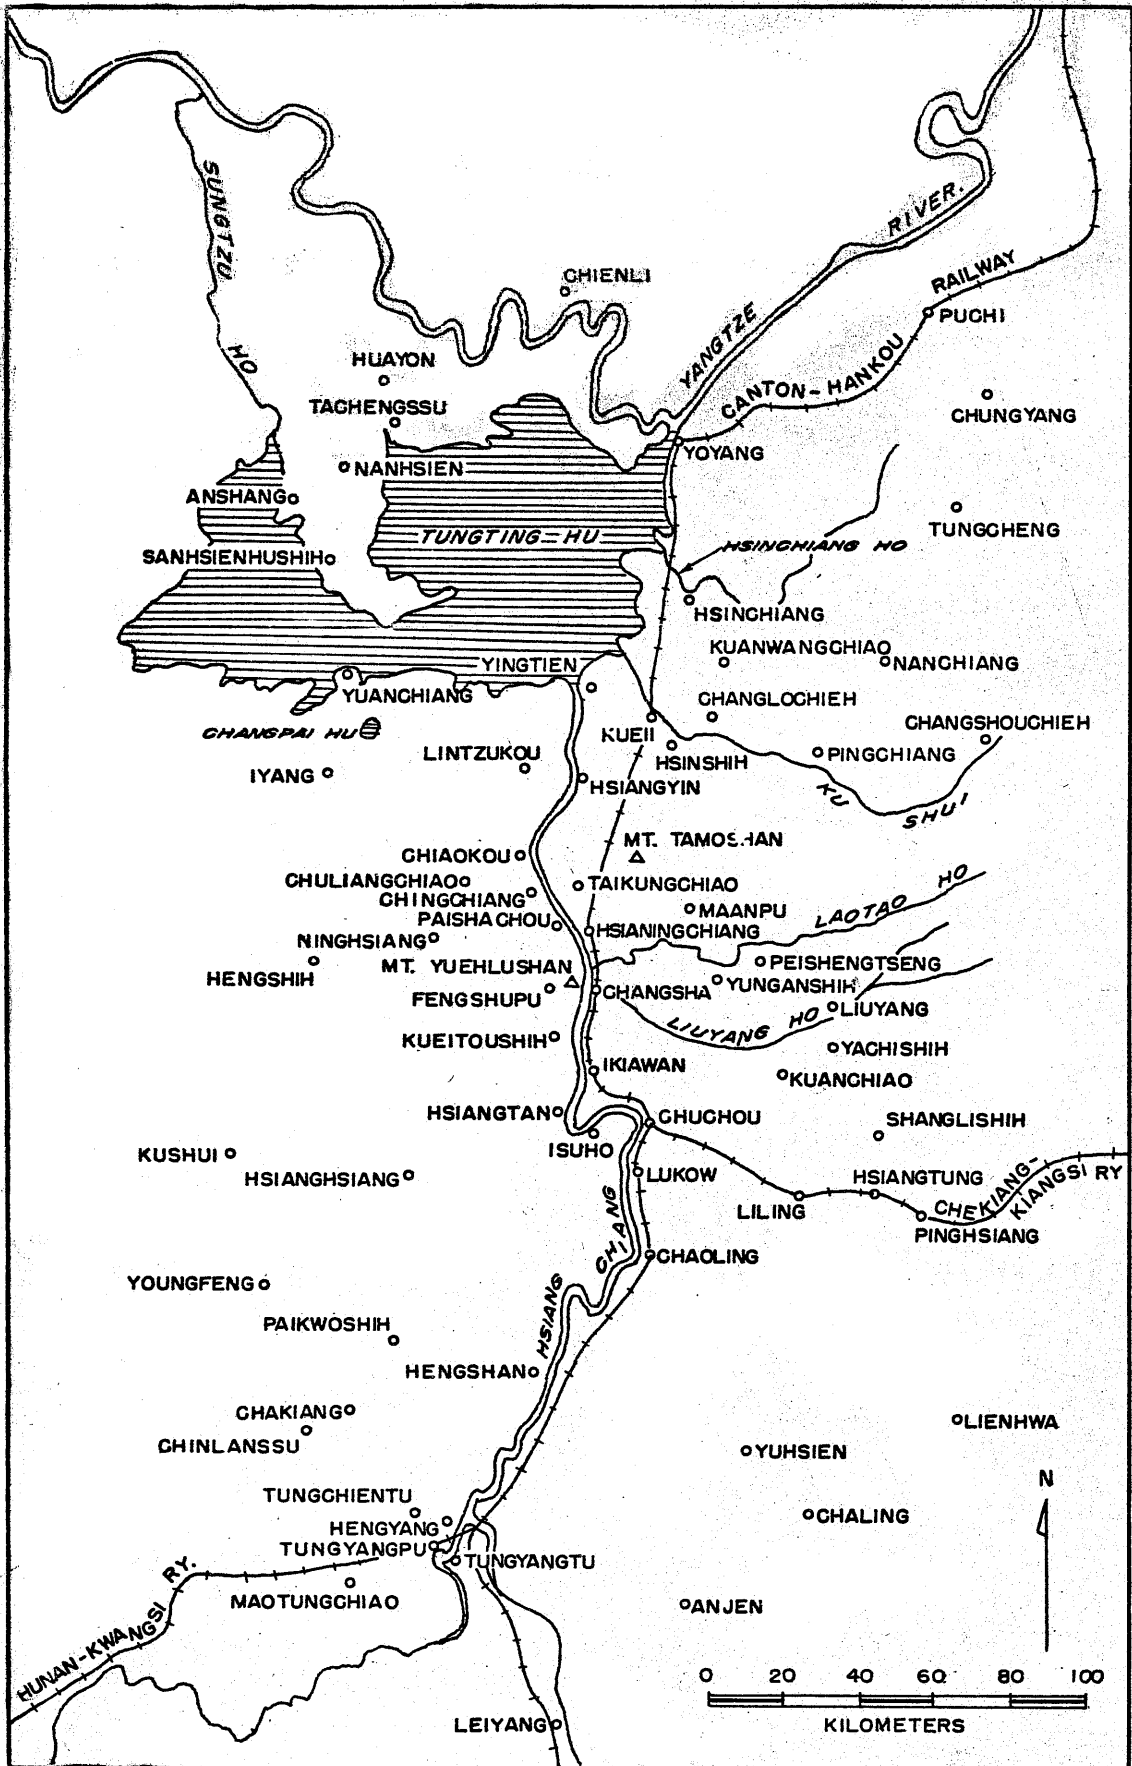 SUNGTZU HO
CHIENLI
YANGTZE RIVER.
CANTON-HANKOU RAILWAY
PUCHI
HUAYON
TACHENGSSU
CHUNGYANG
YOYANG
NANHSIEN
ANSHANG
TUNGCHENG
TUNGTING HU
HSINCHIANG HO
SANHSIENHUSHIH
HSINCHIANG
KUANWANGCHIAO
NANCHIANG
YINGTIEN
YUANCHIANG
CHANGLOCHIEH
CHANGPAI HU
KUEII
CHANGSHOUCHIEH
LINTZUKOU
HSINSHIH
PINGCHIANG
IYANG
HSIANGYIN
KU SHUI
MT. TAMOSHAN
CHIAOKOU
CHULIANGCHIAO
TAIKUNGCHIAO
CHINGCHIANG
LAOTAO HO
MAANPU
PAISHACHOU
HSIANINGCHIANG
NINGHSIANG
HENGSHIH
MT. YUEHLUSHAN
PEISHENGTSENG
FENGSHUPU
CHANGSHA
YUNGANSHIH
LIUYANG HO
LIUYANG
KUEITOUSHIH
YACHISHIH
IKIAWAN
KUANCHIAO
HSIANGTAN
CHUCHOU
SHANGLISHIH
ISUHO
KUSHUI
HSIANGHSIANG
LUKOW
HSIANGTUNG
CHEKIANG-
KIANGSI RY
LILING
PINGHSIANG
HSIANG CHIANG
CHAOLING
YOUNGFENG
PAIKWOSHIH
HENGSHAN
CHAKIANG
CHINLANSSU
LIENHWA
YUHSIEN
N
TUNGCHIENTU
CHALING
HENGYANG
TUNGYANGPU
TUNGYANGTU
HUNAN-KWANGSI RY.
MAOTUNGCHIAO
ANJEN
0 20 40 60 80 100
KILOMETERS
LEIYANG